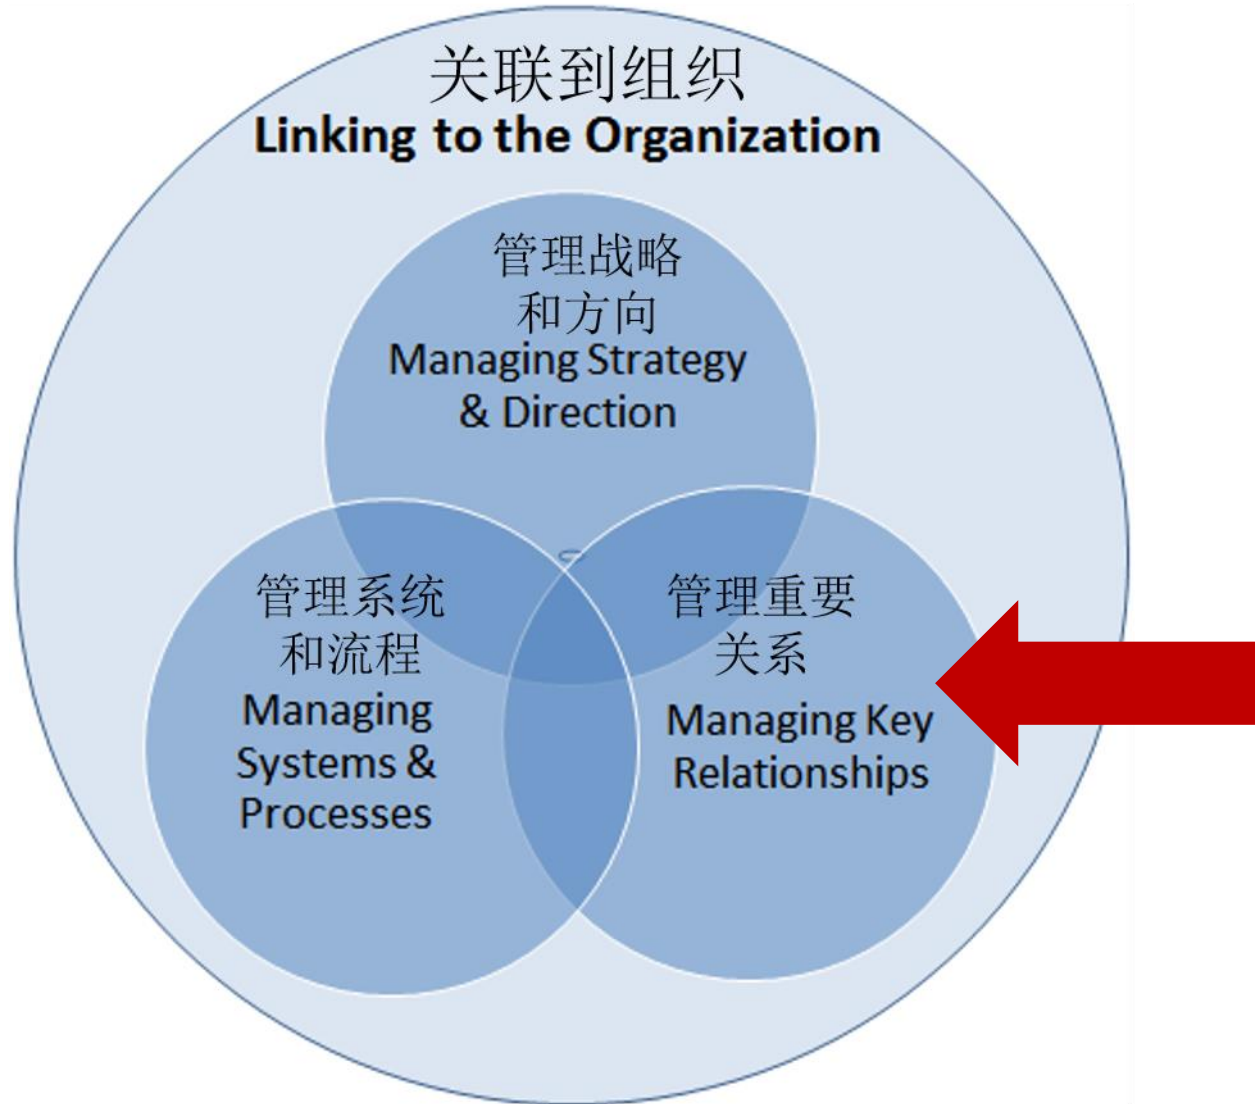 关联到组织
Linking to the Organization
管理战略
和方向
Managing Strategy
& Direction
管理系统
和流程
Managing
Systems &
Processes
管理重要
关系
Managing Key
Relationships